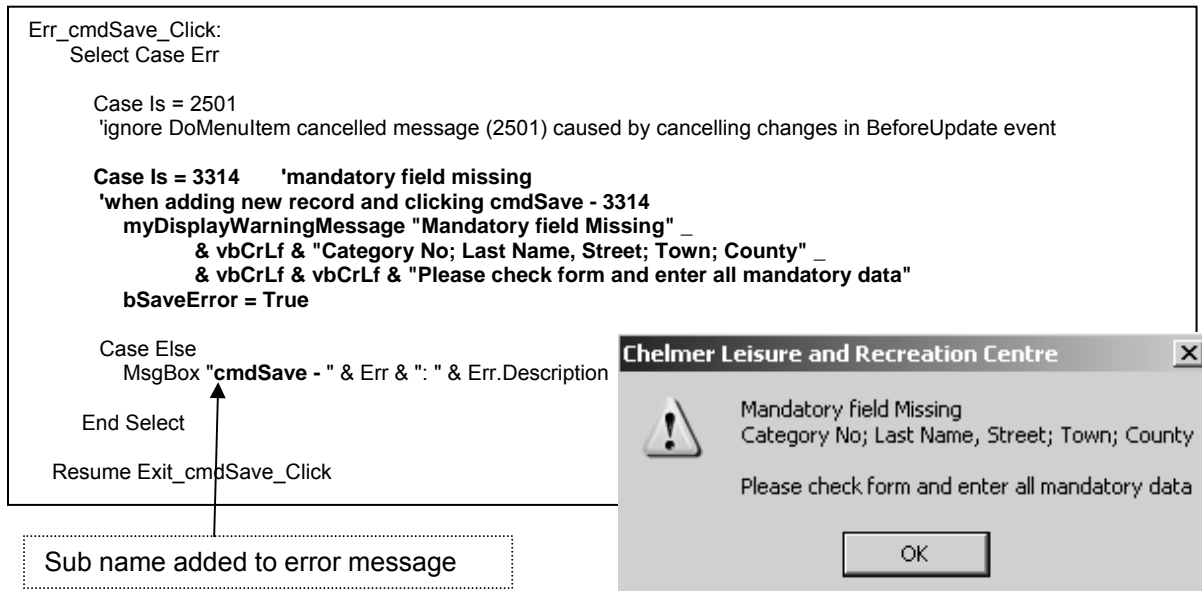 Err_cmdSave_Click:
Select Case Err
Case Is = 2501
'ignore DoMenuItem cancelled message (2501) caused by cancelling changes in BeforeUpdate event
Case Is = 3314 'mandatory field missing
'when adding new record and clicking cmdSave - 3314
myDisplayWarningMessage "Mandatory field Missing" _
& vbCrLf & "Category No; Last Name, Street; Town; County" _
& vbCrLf & vbCrLf & "Please check form and enter all mandatory data"
bSaveError = True
Case Else
MsgBox "cmdSave - " & Err & ": " & Err.Description
End Select
Resume Exit_cmdSave_Click
Sub name added to error message
Chelmer Leisure and Recreation Centre
Mandatory field Missing
Category No; Last Name, Street; Town; County
Please check form and enter all mandatory data
OK